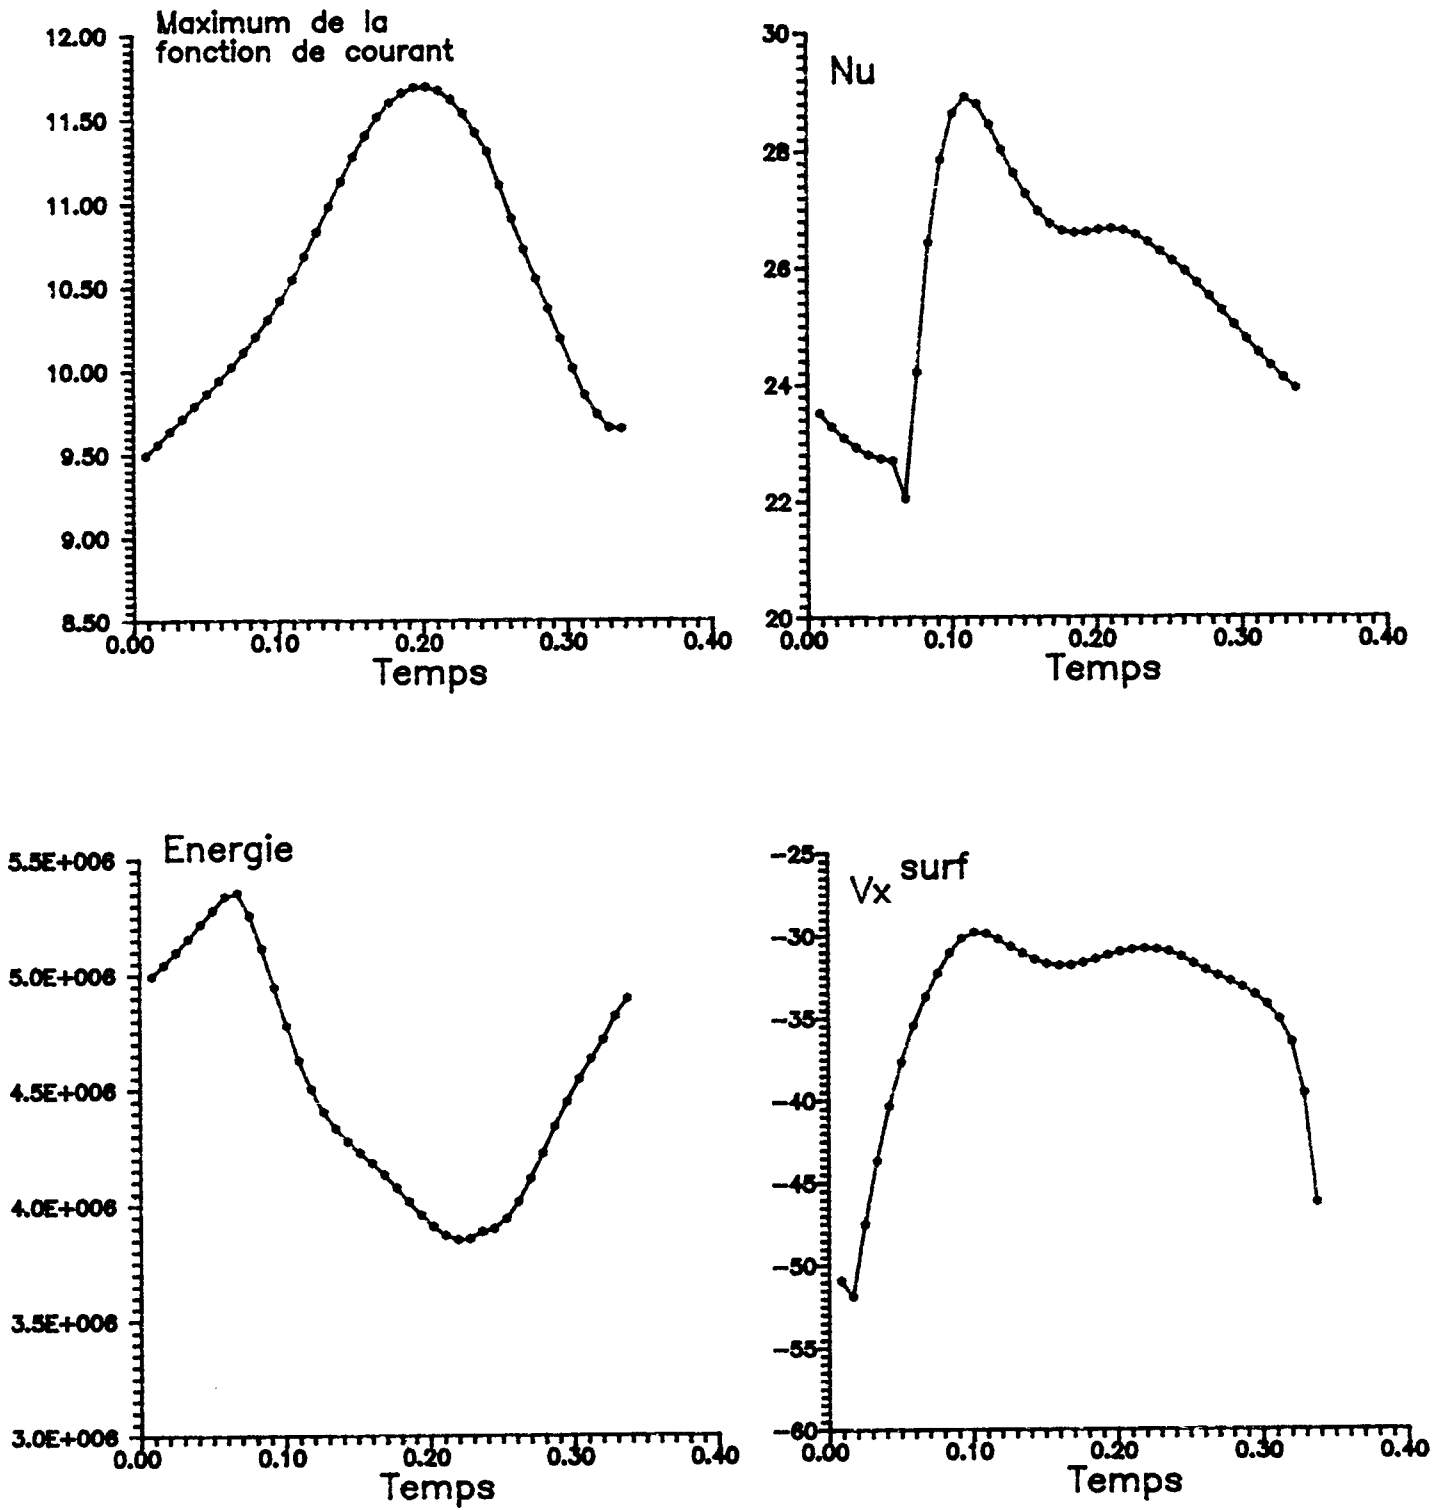 Maximum de la
fonction de courant
12.00
11.50
11.00
10.50
10.00
9.50
9.00
8.50
0.00 0.10 0.20 0.30 0.40
Temps
Nu
30
28
26
24
22
20
0.00 0.10 0.20 0.30 0.40
Temps
Energie
5.5E+006
5.0E+006
4.5E+006
4.0E+006
3.5E+006
3.0E+006
0.00 0.10 0.20 0.30 0.40
Temps
Vx surf
-25
-30
-35
-40
-45
-50
-55
-60
0.00 0.10 0.20 0.30 0.40
Temps